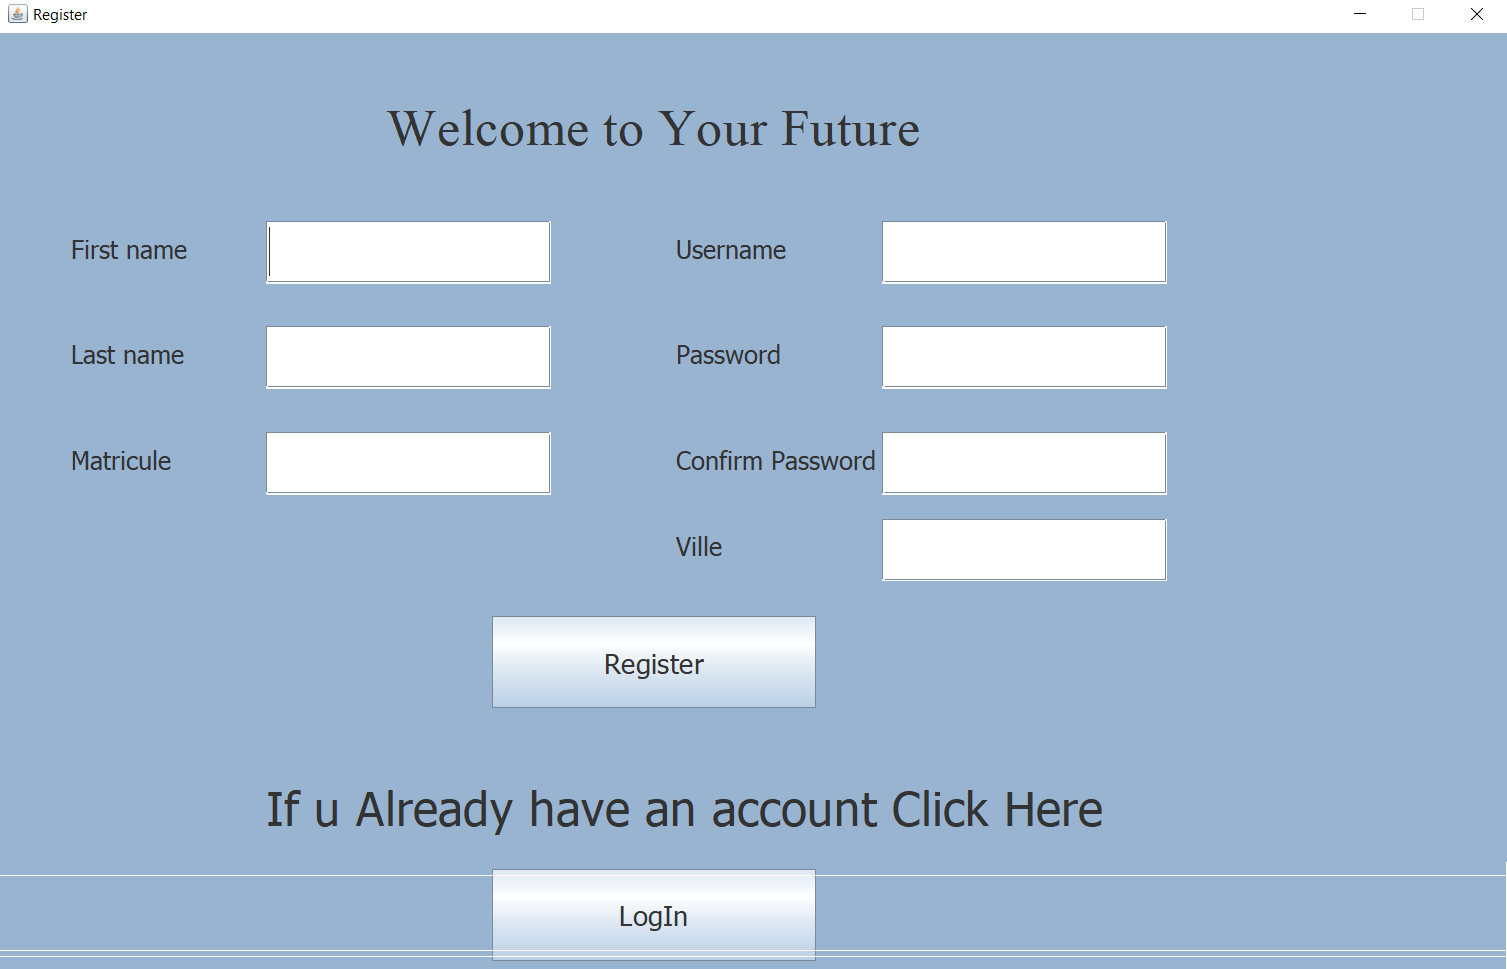 Register
Welcome to Your Future
First name
Username
Last name
Password
Matricule
Confirm Password
Ville
Register
If u Already have an account Click Here
LogIn